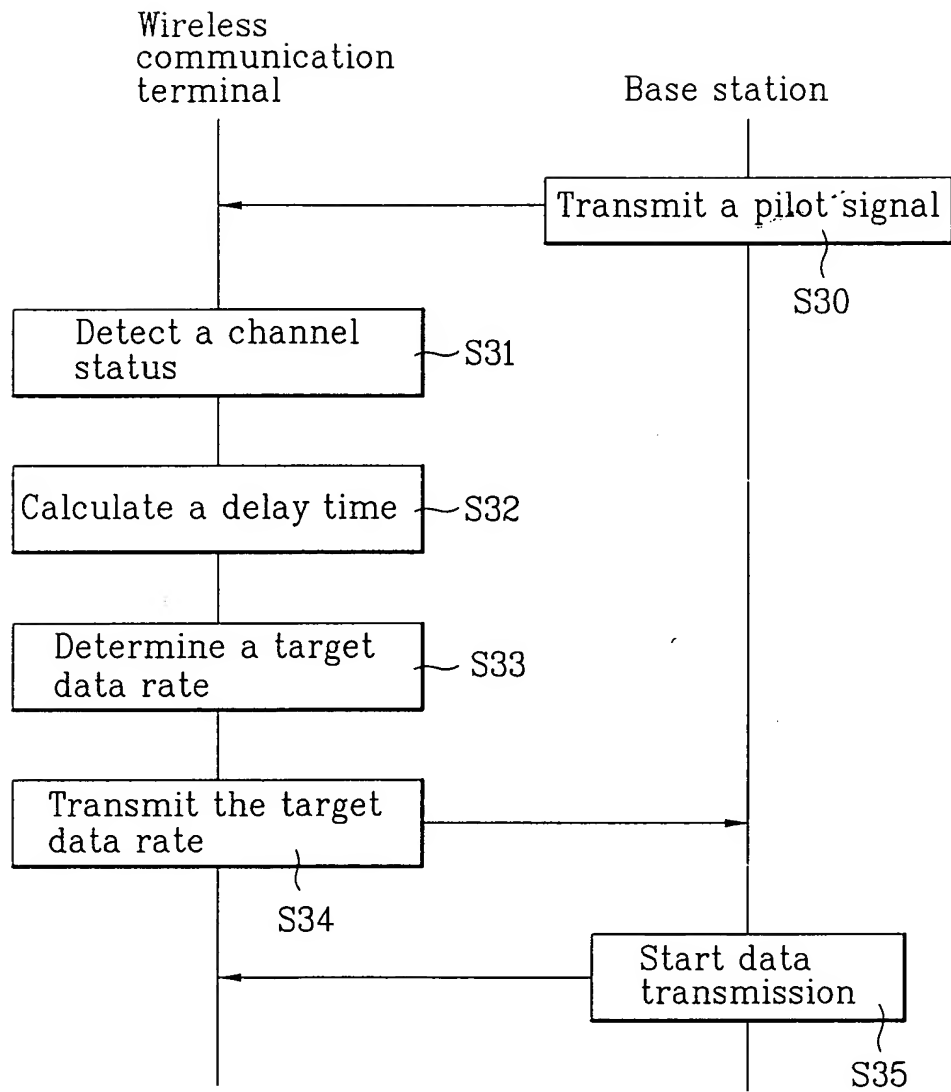 Wireless
communication
terminal
Base station
Transmit a pilot signal
S30
Detect a channel
status
S31
Calculate a delay time
S32
Determine a target
data rate
S33
Transmit the target
data rate
S34
Start data
transmission
S35